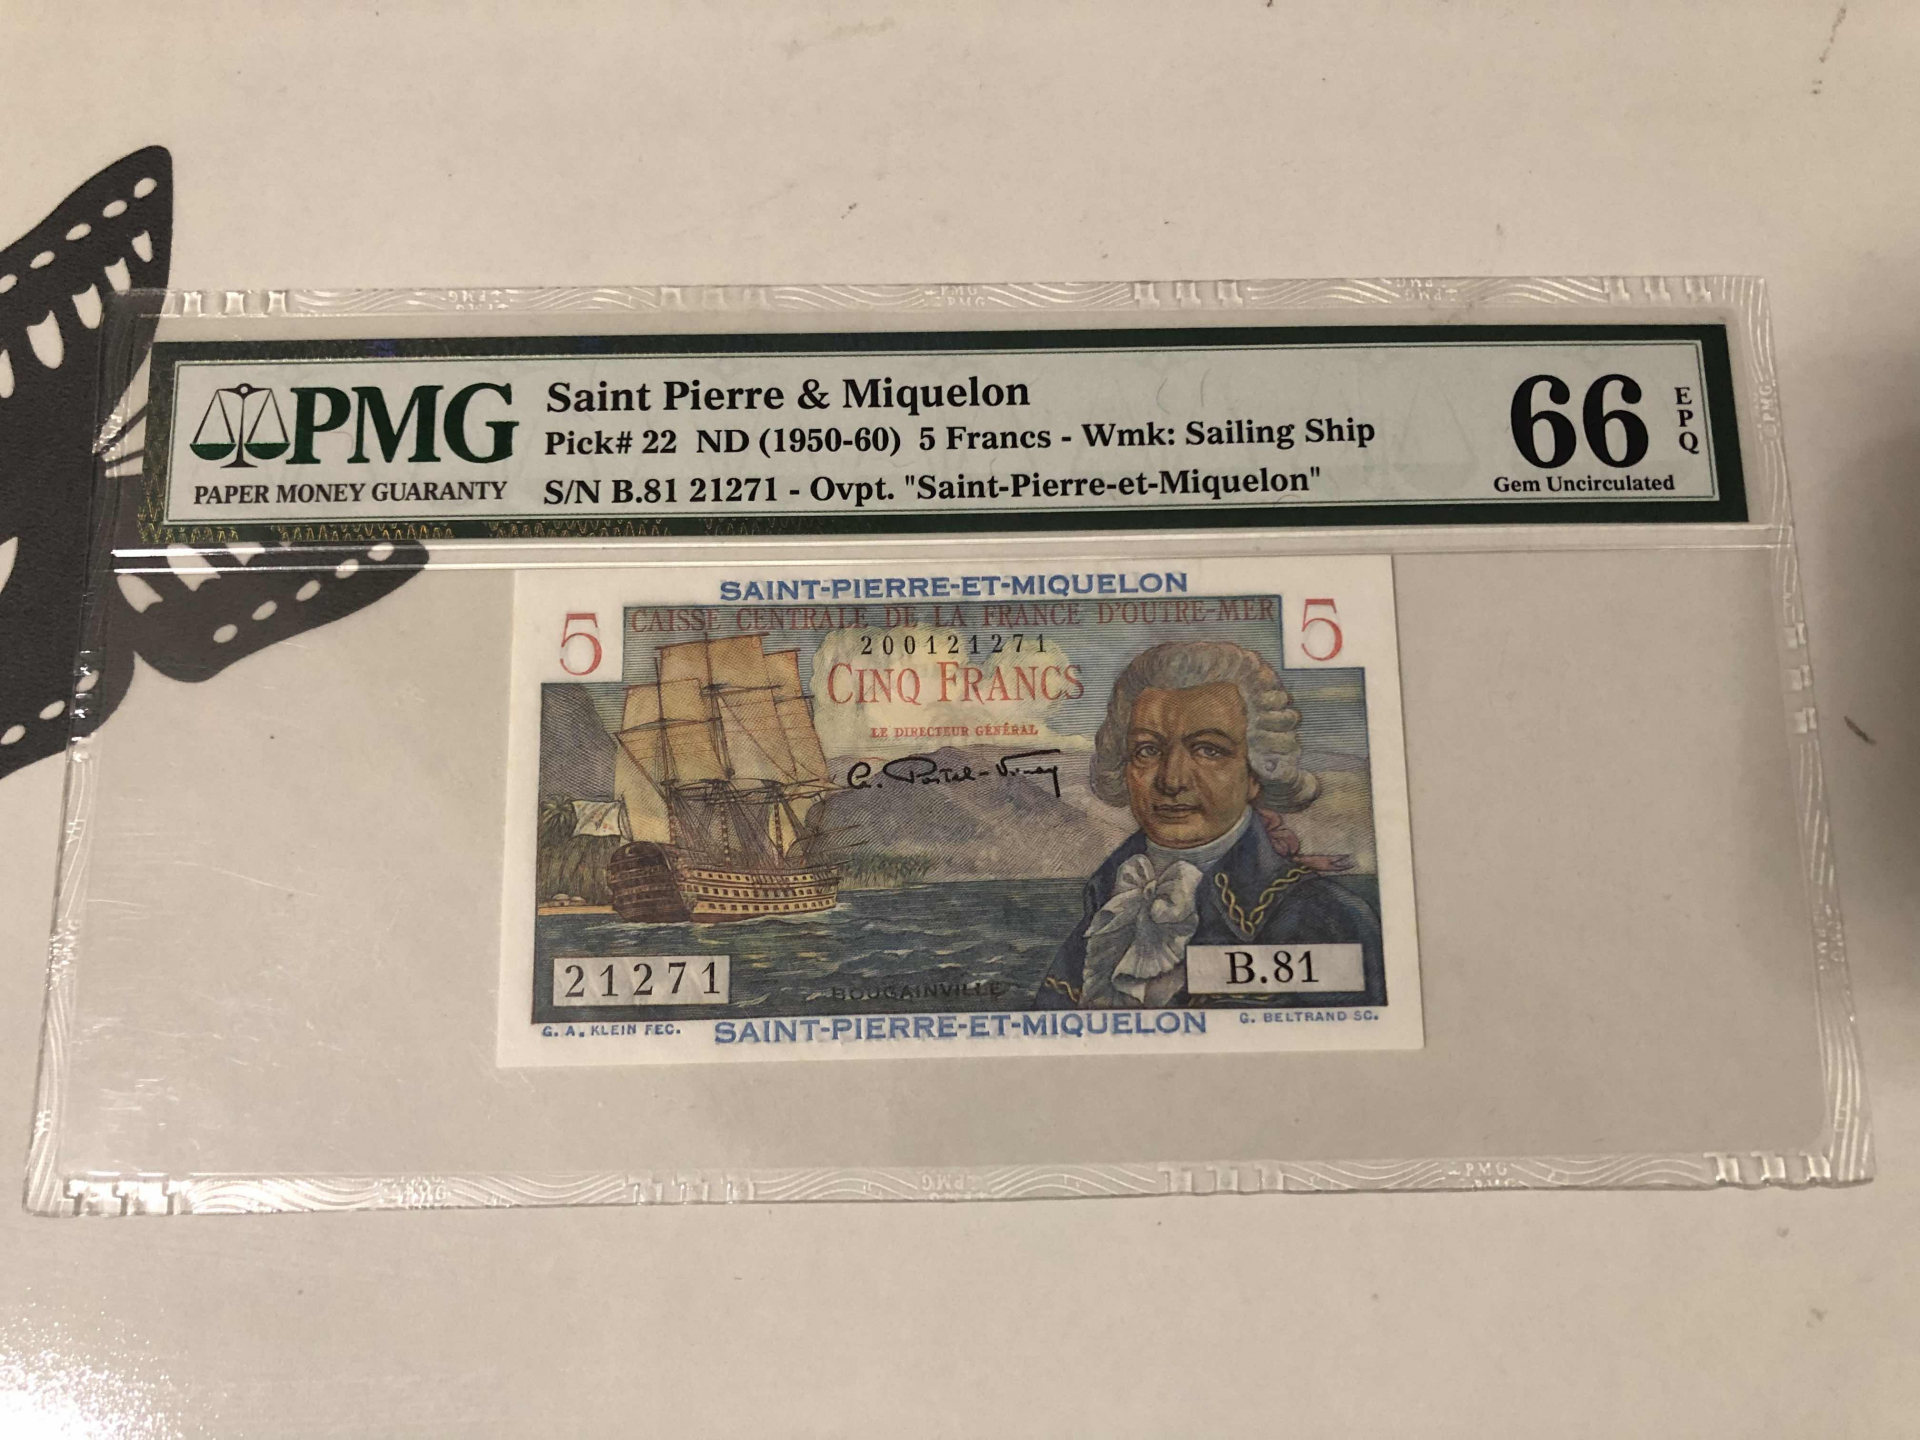 PMG
PAPER MONEY GUARANTY
Saint Pierre & Miquelon
Pick# 22 ND (1950-60) 5 Francs - Wmk: Sailing Ship
S/N B.81 21271 - Ovpt. "Saint-Pierre-et-Miquelon"
66 EPQ
Gem Uncirculated
SAINT-PIERRE-ET-MIQUELON
5 5
CAISSE CENTRALE DE LA FRANCE D'OUTRE-MER
200121271
CINQ FRANCS
LE DIRECTEUR GÉNÉRAL
21271
B.81
BOUGAINVILLE
G. A. KLEIN FEC.
SAINT-PIERRE-ET-MIQUELON
G. BELTRAND SC.